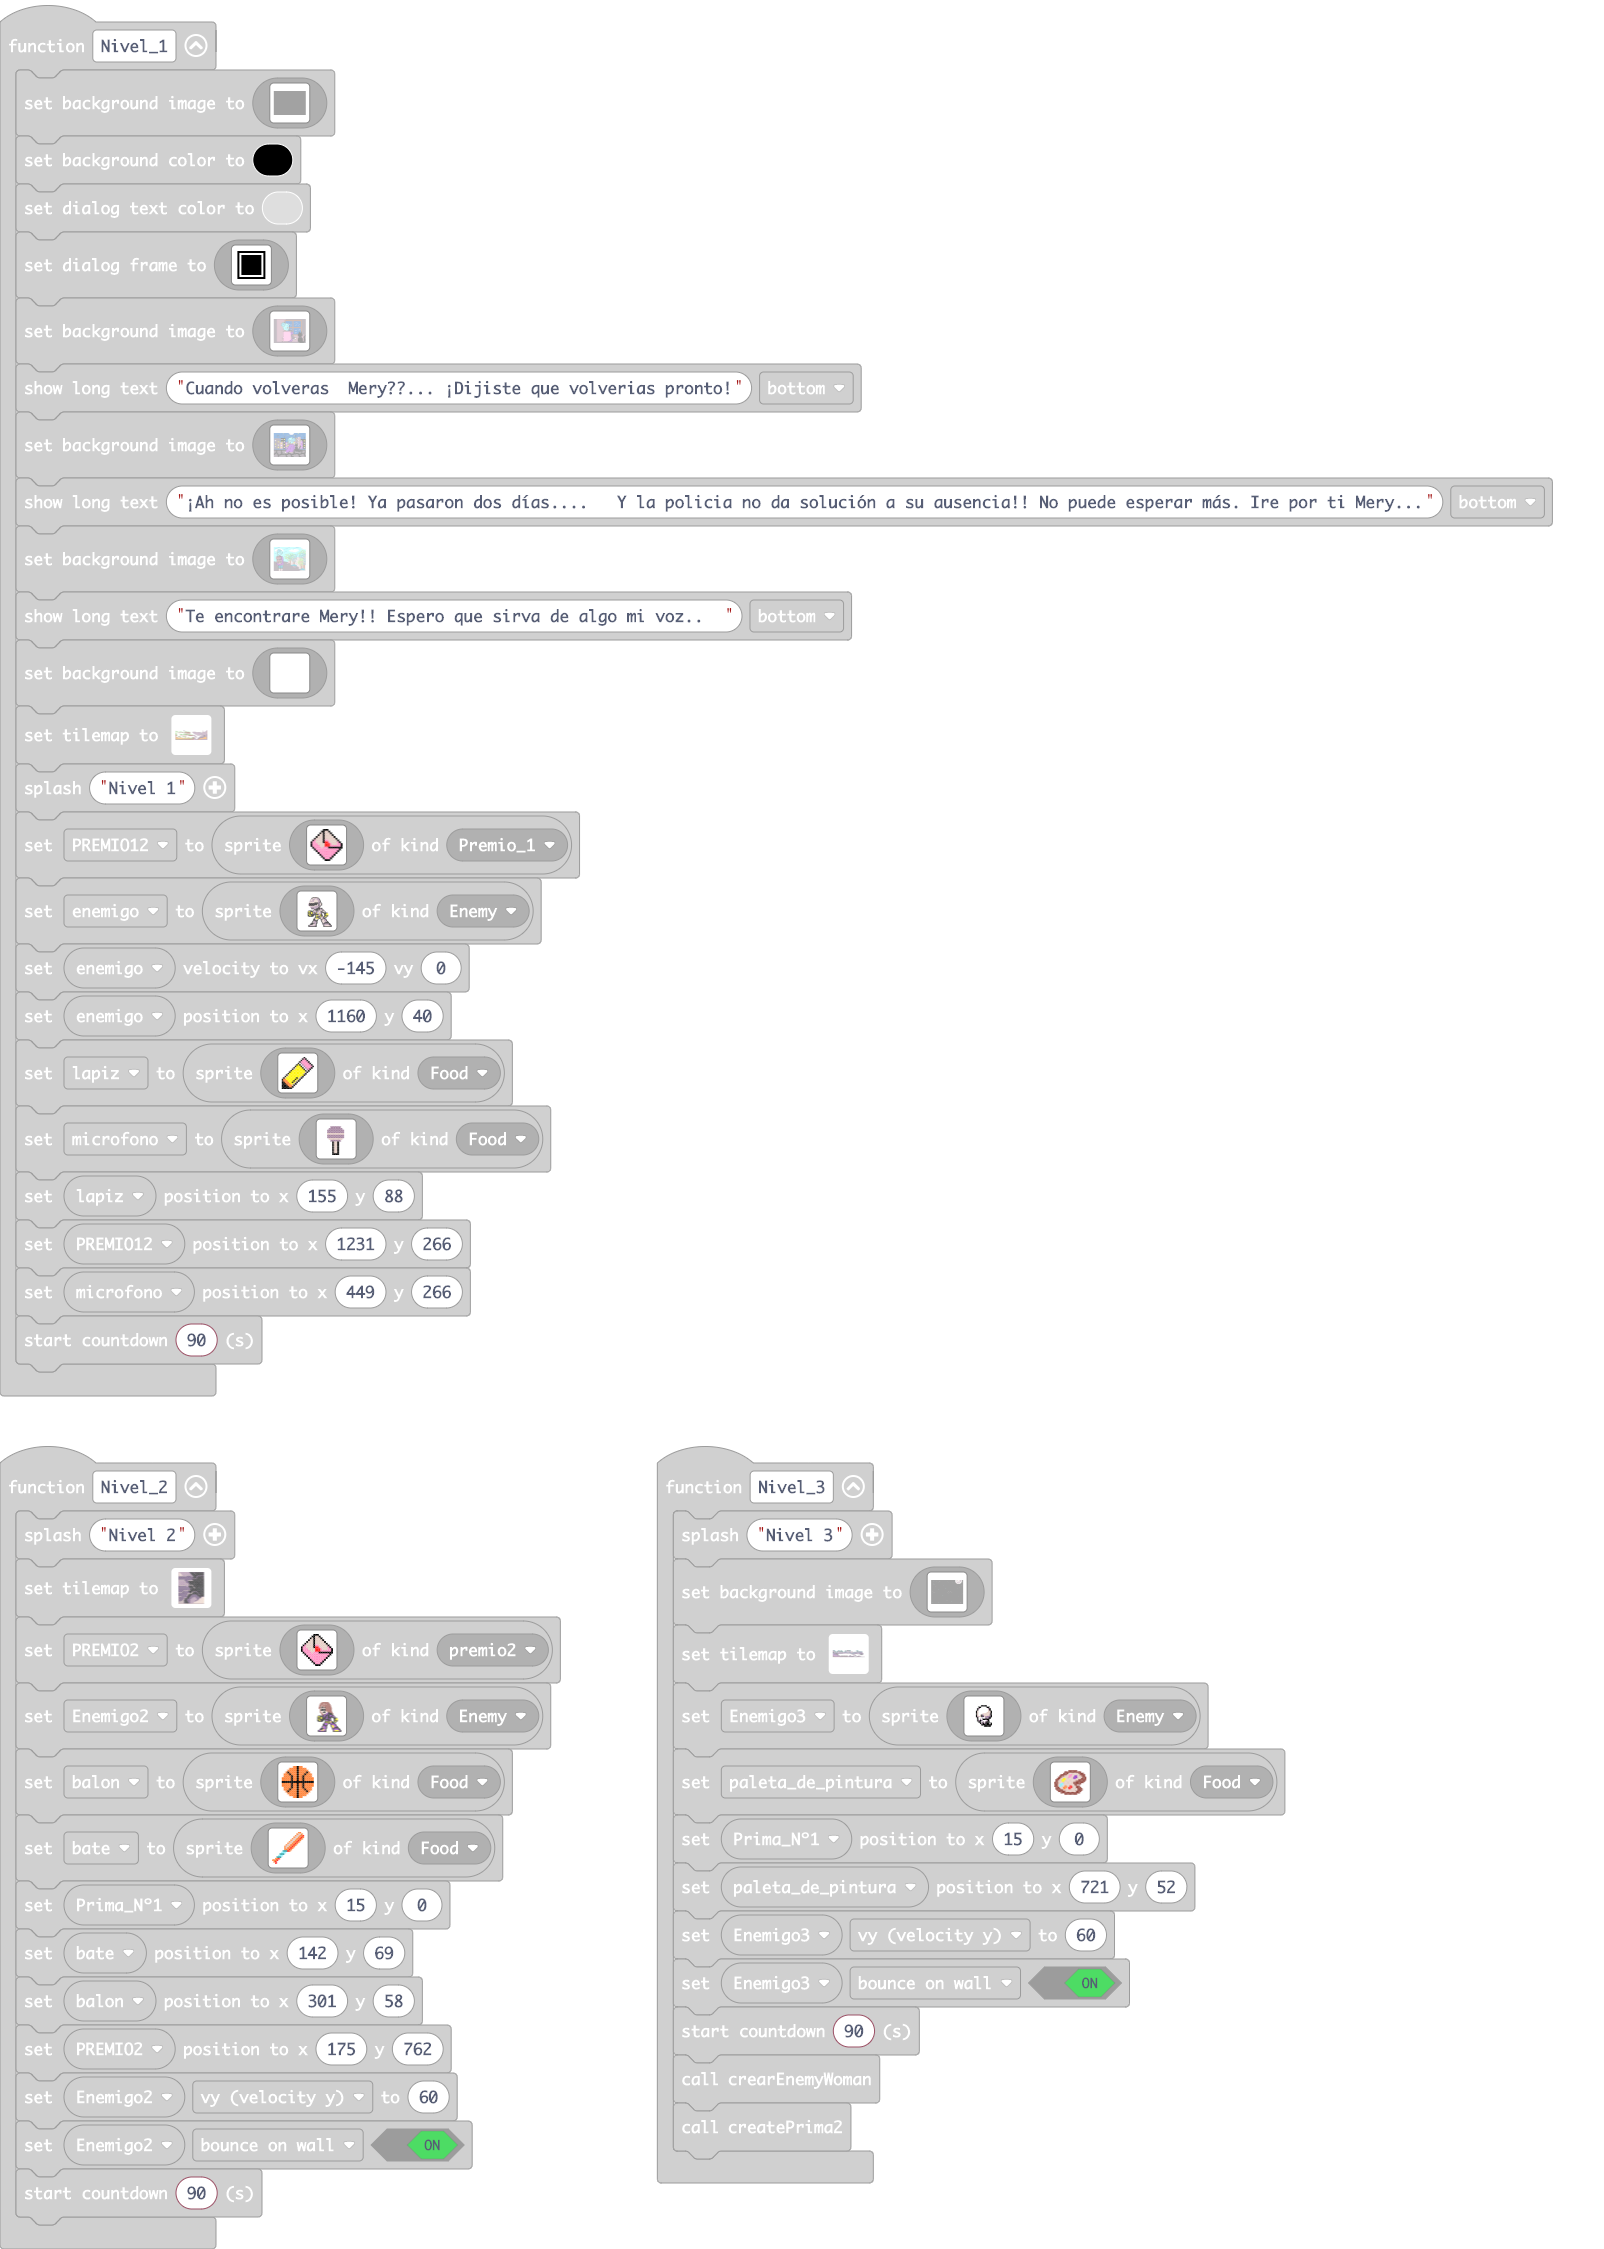 function Nivel_1
set background image to
set background color to
set dialog text color to
set dialog frame to
set background image to
show long text "Cuando volveras  Mery??... ¡Dijiste que volverias pronto!" bottom
set background image to
show long text "¡Ah no es posible! Ya pasaron dos días....   Y la policia no da solución a su ausencia!! No puede esperar más. Ire por ti Mery..." bottom
set background image to
show long text "Te encontrare Mery!! Espero que sirva de algo mi voz..  " bottom
set background image to
set tilemap to
splash "Nivel 1"
set PREMIO12 to sprite of kind Premio_1
set enemigo to sprite of kind Enemy
set enemigo velocity to vx -145 vy 0
set enemigo position to x 1160 y 40
set lapiz to sprite of kind Food
set microfono to sprite of kind Food
set lapiz position to x 155 y 88
set PREMIO12 position to x 1231 y 266
set microfono position to x 449 y 266
start countdown 90 (s)
function Nivel_2
splash "Nivel 2"
set tilemap to
set PREMIO2 to sprite of kind premio2
set Enemigo2 to sprite of kind Enemy
set balon to sprite of kind Food
set bate to sprite of kind Food
set Prima_Nº1 position to x 15 y 0
set bate position to x 142 y 69
set balon position to x 301 y 58
set PREMIO2 position to x 175 y 762
set Enemigo2 vy (velocity y) to 60
set Enemigo2 bounce on wall ON
start countdown 90 (s)
function Nivel_3
splash "Nivel 3"
set background image to
set tilemap to
set Enemigo3 to sprite of kind Enemy
set paleta_de_pintura to sprite of kind Food
set Prima_Nº1 position to x 15 y 0
set paleta_de_pintura position to x 721 y 52
set Enemigo3 vy (velocity y) to 60
set Enemigo3 bounce on wall ON
start countdown 90 (s)
call crearEnemyWoman
call createPrima2